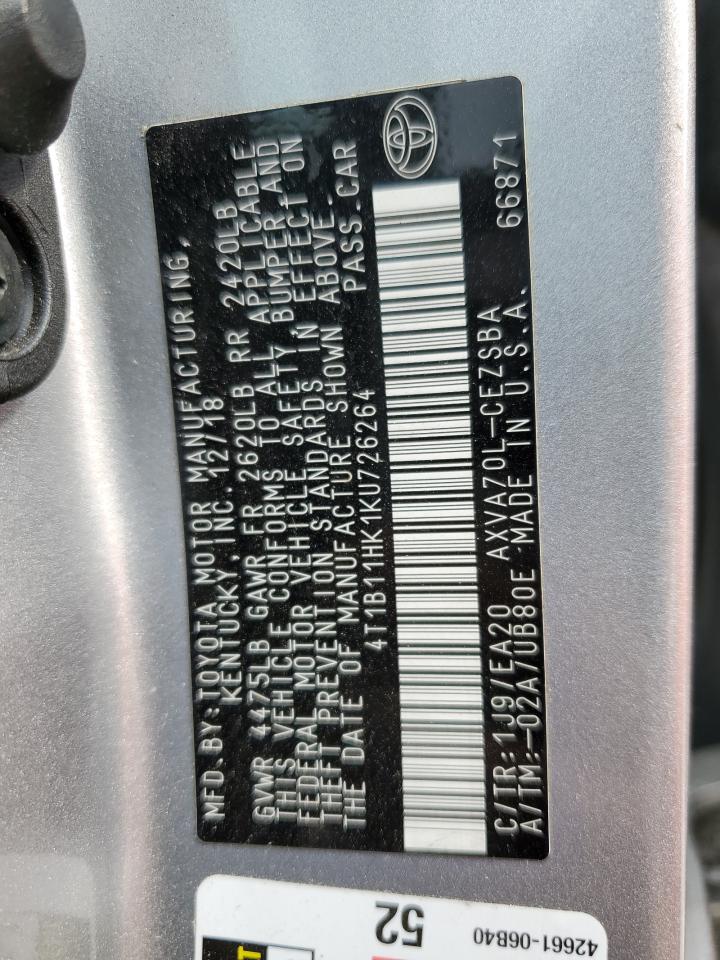 MFD.BY:TOYOTA MOTOR MANUFACTURING,
KENTUCKY, INC. 12/18
GVWR 4475LB GAWR FR 2620LB RR 2420LB
THIS VEHICLE CONFORMS TO ALL APPLICABLE
FEDERAL MOTOR VEHICLE SAFETY, BUMPER AND
THEFT PREVENTION STANDARDS IN EFFECT ON
THE DATE OF MANUFACTURE SHOWN ABOVE.
4T1B11HK1KU726264 PASS.CAR
C/TR:1J9/EA20 AXVA70L-CEZSBA 66871
A/TM:-02A/UB80E MADE IN U.S.A.
52
42661-06B40